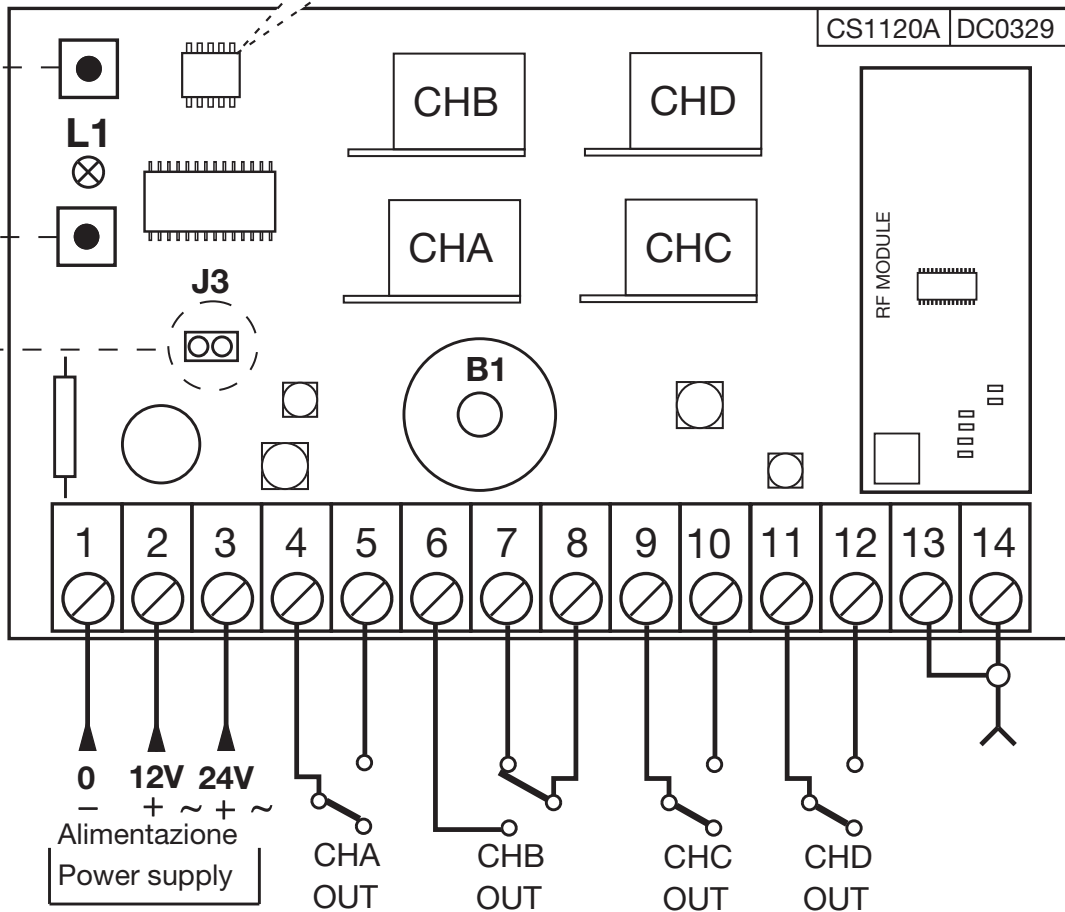 CS1120A DC0329
CHB CHD
L1
CHA CHC
RF MODULE
J3
B1
1 2 3 4 5 6 7 8 9 10 11 12 13 14
0 12V 24V
− + ~ + ~
Alimentazione
Power supply
CHA CHB CHC CHD
OUT OUT OUT OUT